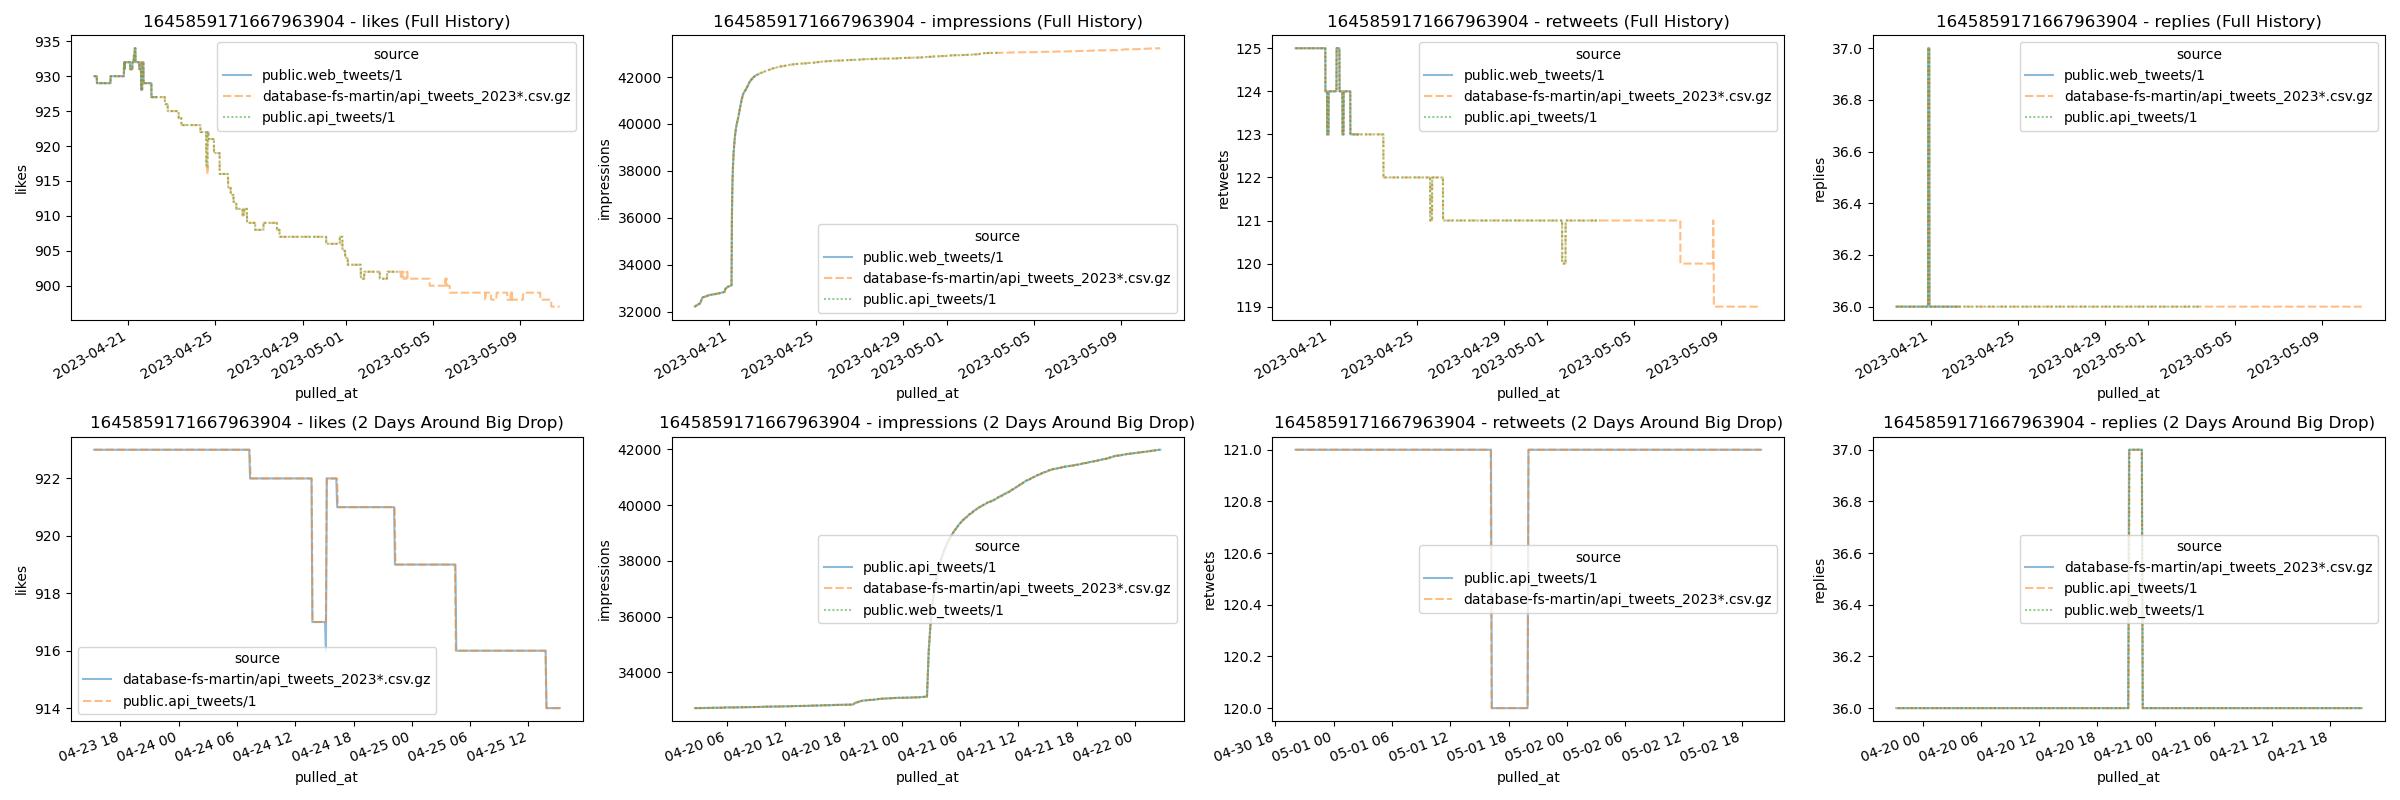 1645859171667963904 - likes (Full History)
935
930
925
920
915
910
905
900
likes
source
public.web_tweets/1
database-fs-martin/api_tweets_2023*.csv.gz
public.api_tweets/1
2023-04-21
2023-04-25
2023-04-29
2023-05-01
2023-05-05
2023-05-09
pulled_at
1645859171667963904 - impressions (Full History)
42000
40000
38000
36000
34000
32000
impressions
source
public.web_tweets/1
database-fs-martin/api_tweets_2023*.csv.gz
public.api_tweets/1
2023-04-21
2023-04-25
2023-04-29
2023-05-01
2023-05-05
2023-05-09
pulled_at
1645859171667963904 - retweets (Full History)
125
124
123
122
121
120
119
retweets
source
public.web_tweets/1
database-fs-martin/api_tweets_2023*.csv.gz
public.api_tweets/1
2023-04-21
2023-04-25
2023-04-29
2023-05-01
2023-05-05
2023-05-09
pulled_at
1645859171667963904 - replies (Full History)
37.0
36.8
36.6
36.4
36.2
36.0
replies
source
public.web_tweets/1
database-fs-martin/api_tweets_2023*.csv.gz
public.api_tweets/1
2023-04-21
2023-04-25
2023-04-29
2023-05-01
2023-05-05
2023-05-09
pulled_at
1645859171667963904 - likes (2 Days Around Big Drop)
922
920
918
916
914
likes
source
database-fs-martin/api_tweets_2023*.csv.gz
public.api_tweets/1
04-23 18
04-24 00
04-24 06
04-24 12
04-24 18
04-25 00
04-25 06
04-25 12
pulled_at
1645859171667963904 - impressions (2 Days Around Big Drop)
42000
40000
38000
36000
34000
impressions
source
public.api_tweets/1
database-fs-martin/api_tweets_2023*.csv.gz
public.web_tweets/1
04-20 06
04-20 12
04-20 18
04-21 00
04-21 06
04-21 12
04-21 18
04-22 00
pulled_at
1645859171667963904 - retweets (2 Days Around Big Drop)
121.0
120.8
120.6
120.4
120.2
120.0
retweets
source
public.api_tweets/1
database-fs-martin/api_tweets_2023*.csv.gz
04-30 18
05-01 00
05-01 06
05-01 12
05-01 18
05-02 00
05-02 06
05-02 12
05-02 18
pulled_at
1645859171667963904 - replies (2 Days Around Big Drop)
37.0
36.8
36.6
36.4
36.2
36.0
replies
source
database-fs-martin/api_tweets_2023*.csv.gz
public.api_tweets/1
public.web_tweets/1
04-20 00
04-20 06
04-20 12
04-20 18
04-21 00
04-21 06
04-21 12
04-21 18
pulled_at